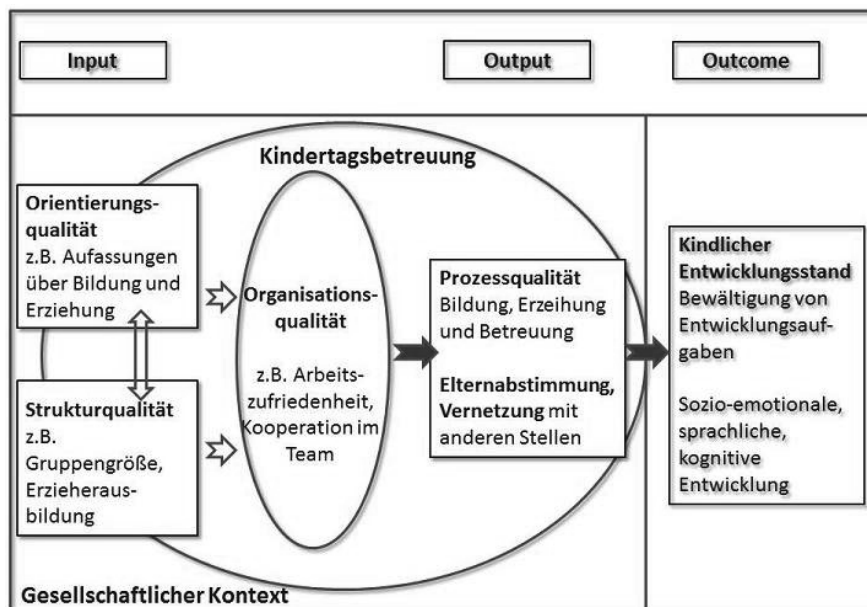 Input
Output
Outcome
Kindertagsbetreuung
Orientierungs-
qualität
z.B. Aufassungen
über Bildung und
Erziehung
Strukturqualität
z.B.
Gruppengröße,
Erzieheraus-
bildung
Organisations-
qualität
z.B. Arbeits-
zufriedenheit,
Kooperation im
Team
Prozessqualität
Bildung, Erzeihung
und Betreuung
Elternabstimmung,
Vernetzung mit
anderen Stellen
Kindlicher
Entwicklungsstand
Bewältigung von
Entwicklungsauf-
gaben
Sozio-emotionale,
sprachliche,
kognitive
Entwicklung
Gesellschaftlicher Kontext